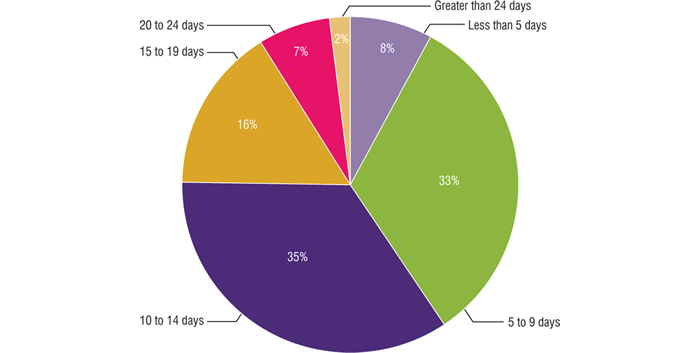 Greater than 24 days
20 to 24 days
Less than 5 days
2%
8%
7%
15 to 19 days
16%
33%
35%
10 to 14 days
5 to 9 days